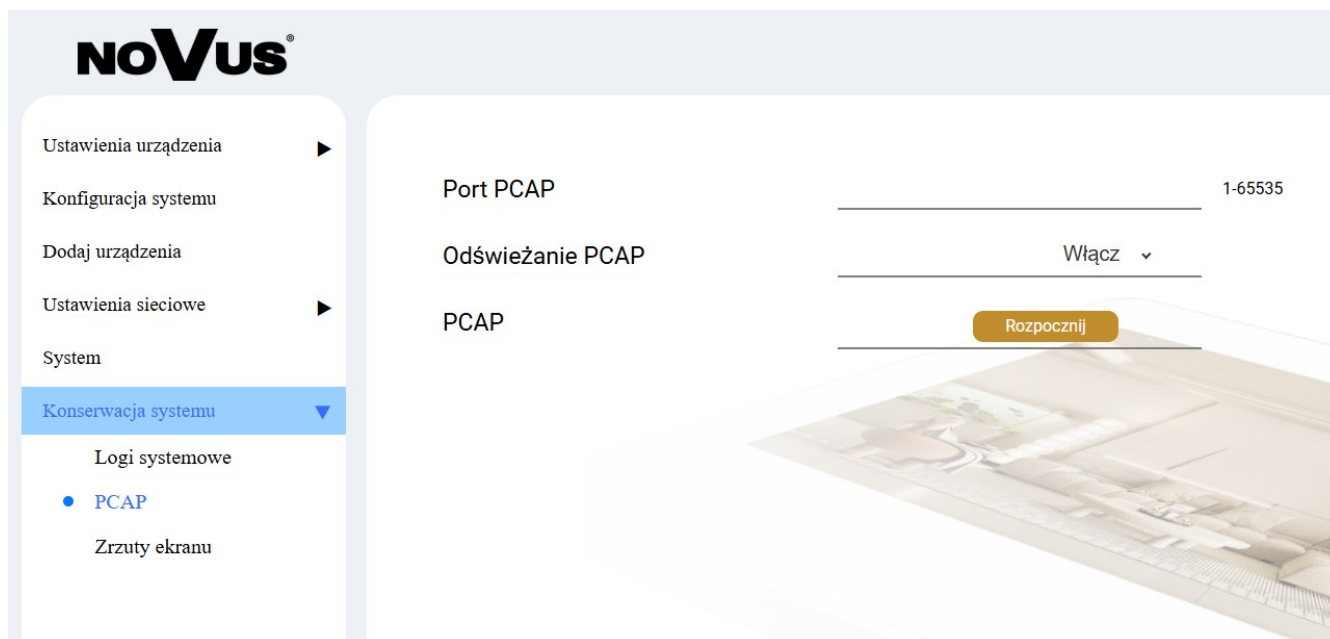 NOVUS®
Ustawienia urządzenia
Konfiguracja systemu
Dodaj urządzenia
Ustawienia sieciowe
System
Konserwacja systemu
Logi systemowe
PCAP
Zrzuty ekranu
Port PCAP 1-65535
Odświeżanie PCAP Włącz
PCAP Rozpocznij